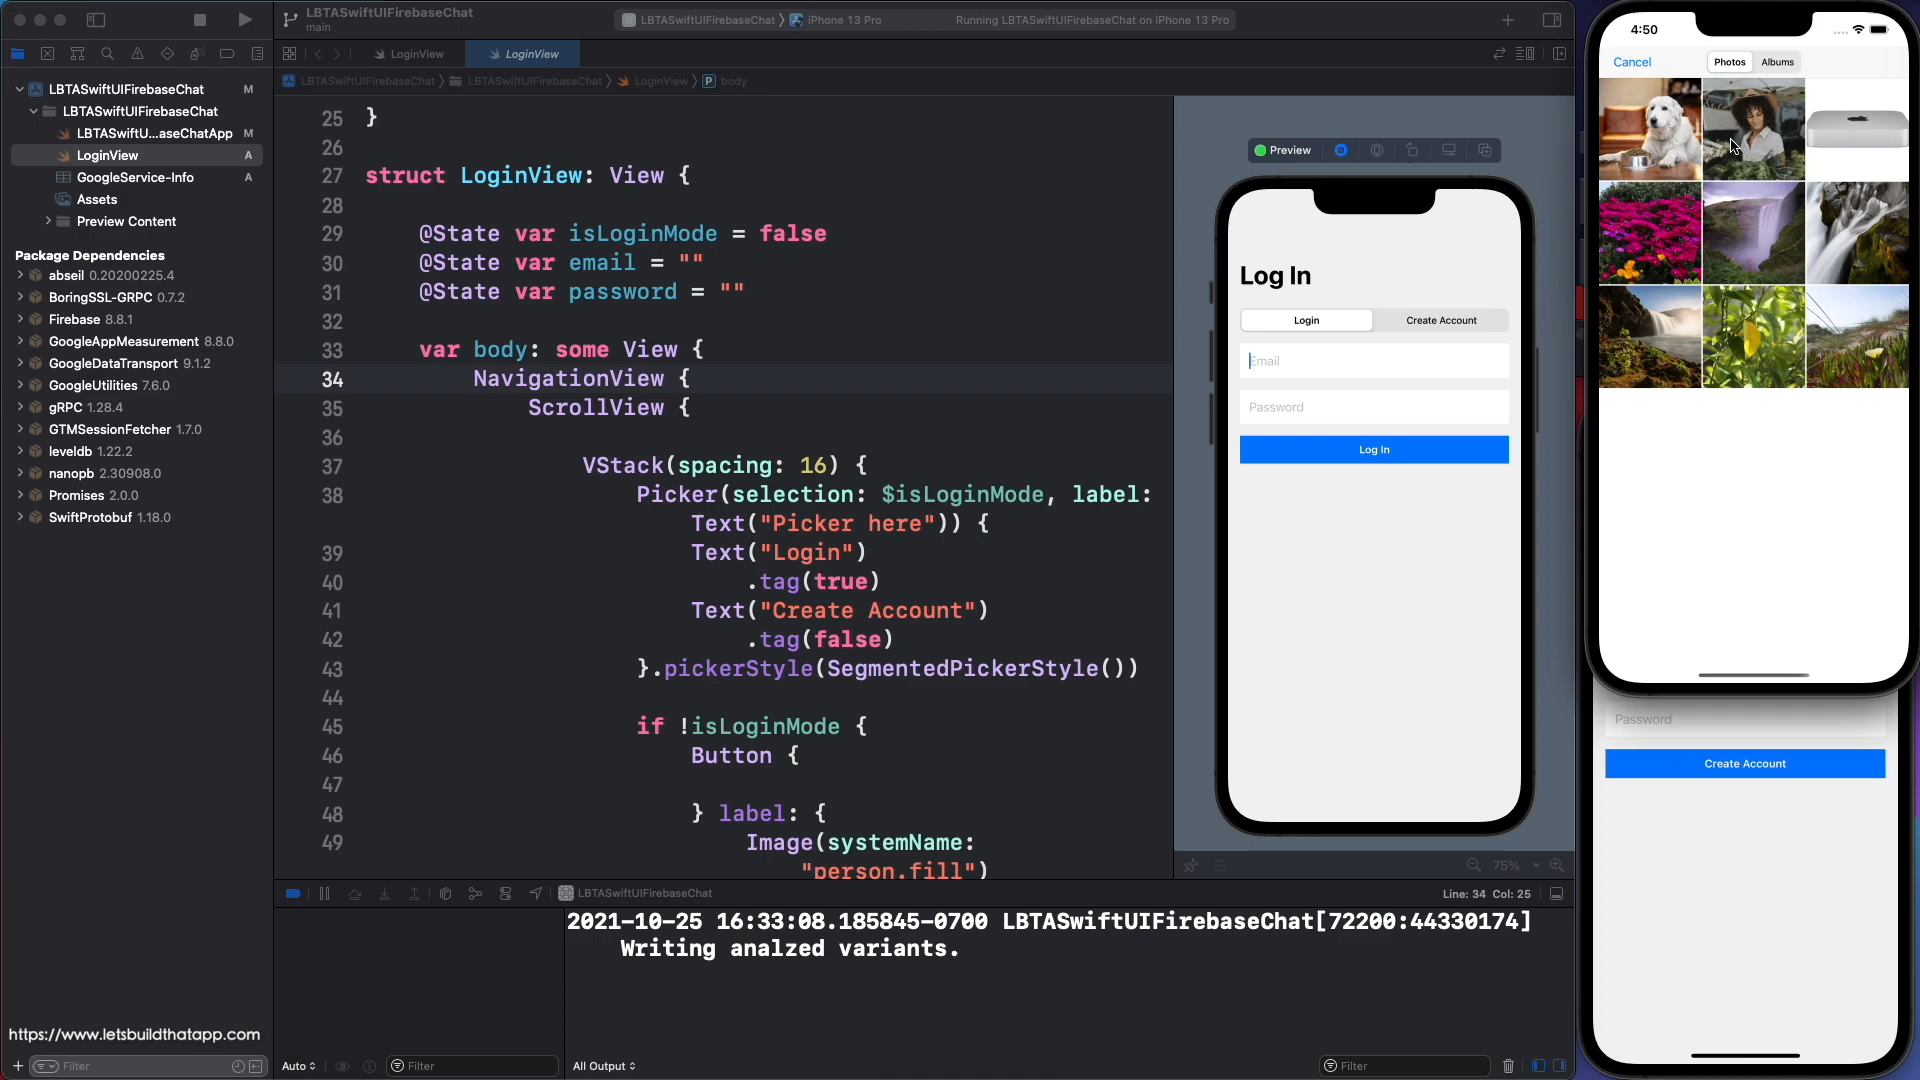 LBTASwiftUIFirebaseChat
main
LBTASwiftUIFirebaseChat
iPhone 13 Pro
Running LBTASwiftUIFirebaseChat on iPhone 13 Pro
LoginView
LoginView
LBTASwiftUIFirebaseChat
LBTASwiftUIFirebaseChat
LoginView
P body
LBTASwiftUIFirebaseChat M
LBTASwiftUIFirebaseChat
LBTASwiftU...aseChatApp M
LoginView A
GoogleService-Info A
Assets
Preview Content
Package Dependencies
abseil 0.20200225.4
BoringSSL-GRPC 0.7.2
Firebase 8.8.1
GoogleAppMeasurement 8.8.0
GoogleDataTransport 9.1.2
GoogleUtilities 7.6.0
gRPC 1.28.4
GTMSessionFetcher 1.7.0
leveldb 1.22.2
nanopb 2.30908.0
Promises 2.0.0
SwiftProtobuf 1.18.0
https://www.letsbuildthatapp.com
Filter
25 }
26
27 struct LoginView: View {
28
29 @State var isLoginMode = false
30 @State var email = ""
31 @State var password = ""
32
33 var body: some View {
34 NavigationView {
35 ScrollView {
36
37 VStack(spacing: 16) {
38 Picker(selection: $isLoginMode, label:
Text("Picker here")) {
39 Text("Login")
40 .tag(true)
41 Text("Create Account")
42 .tag(false)
43 }.pickerStyle(SegmentedPickerStyle())
44
45 if !isLoginMode {
46 Button {
47
48 } label: {
49 Image(systemName:
"person.fill")
Preview
Log In
Login
Create Account
Email
Password
Log In
75%
LBTASwiftUIFirebaseChat
Line: 34 Col: 25
2021-10-25 16:33:08.185845-0700 LBTASwiftUIFirebaseChat[72200:44330174]
Writing analzed variants.
Auto
Filter
All Output
Filter
4:50
Cancel
Photos
Albums
Password
Create Account